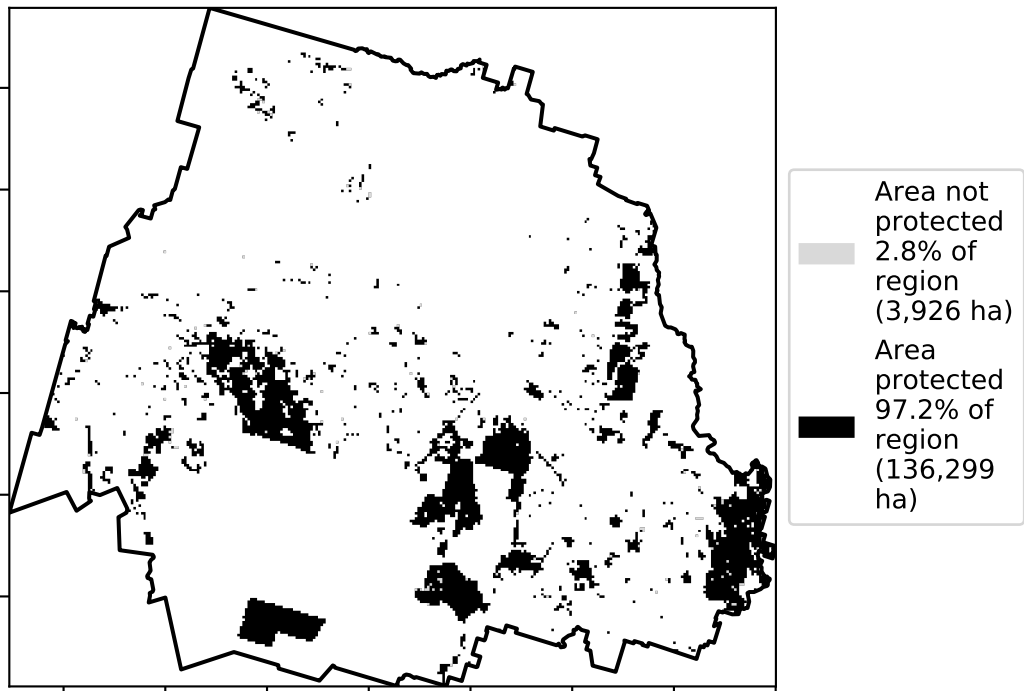 Area not
protected
2.8% of
region
(3,926 ha)
Area
protected
97.2% of
region
(136,299
ha)